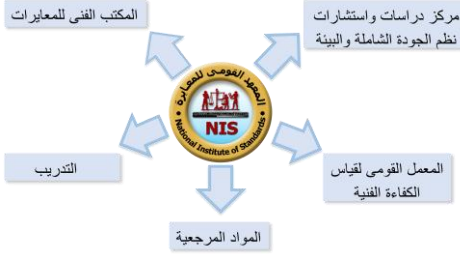 مركز دراسات واستشارات
نظم الجودة الشاملة والبيئة
المكتب الفنى للمعايرات
المعهد القومى للمعايرة
NIS
National Institute of Standards
المعمل القومى لقياس
الكفاءة الفنية
التدريب
المواد المرجعية